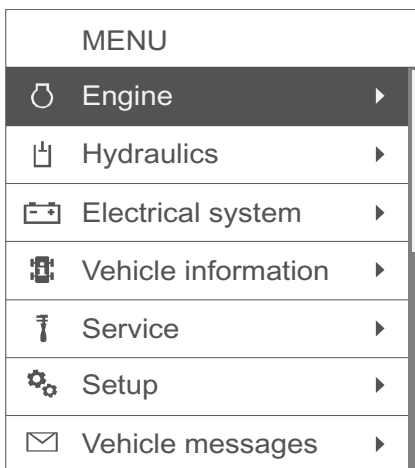 MENU
Engine
Hydraulics
Electrical system
Vehicle information
Service
Setup
Vehicle messages